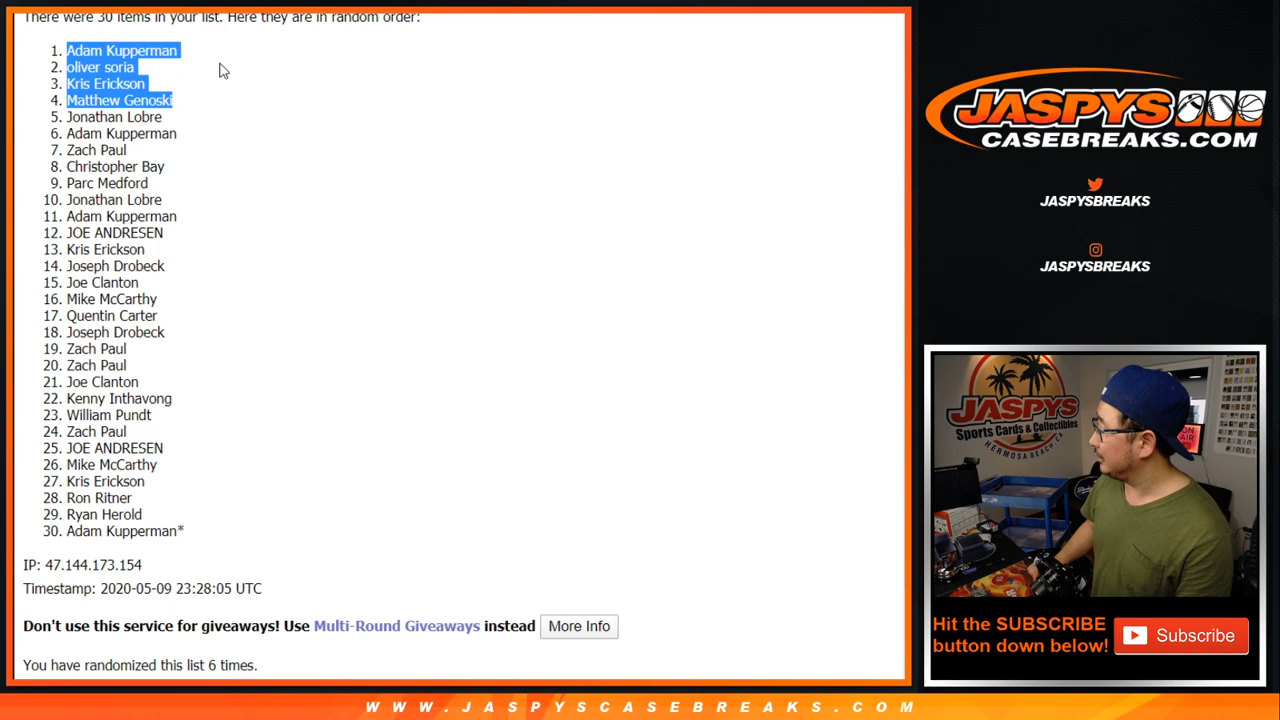 There were 30 items in your list. Here they are in random order:
1. Adam Kupperman
2. oliver soria
3. Kris Erickson
4. Matthew Genoski
5. Jonathan Lobre
6. Adam Kupperman
7. Zach Paul
8. Christopher Bay
9. Parc Medford
10. Jonathan Lobre
11. Adam Kupperman
12. JOE ANDRESEN
13. Kris Erickson
14. Joseph Drobeck
15. Joe Clanton
16. Mike McCarthy
17. Quentin Carter
18. Joseph Drobeck
19. Zach Paul
20. Zach Paul
21. Joe Clanton
22. Kenny Inthavong
23. William Pundt
24. Zach Paul
25. JOE ANDRESEN
26. Mike McCarthy
27. Kris Erickson
28. Ron Ritner
29. Ryan Herold
30. Adam Kupperman*
IP: 47.144.173.154
Timestamp: 2020-05-09 23:28:05 UTC
Don't use this service for giveaways! Use Multi-Round Giveaways instead More Info
You have randomized this list 6 times.
JASPYS
CASEBREAKS.COM
JASPYSBREAKS
JASPYSBREAKS
JASPYS
Sports Cards & Collectibles
HERMOSA BEACH, CA
ON
AIR
Hit the SUBSCRIBE
button down below!
Subscribe
WWW.JASPYSCASEBREAKS.COM